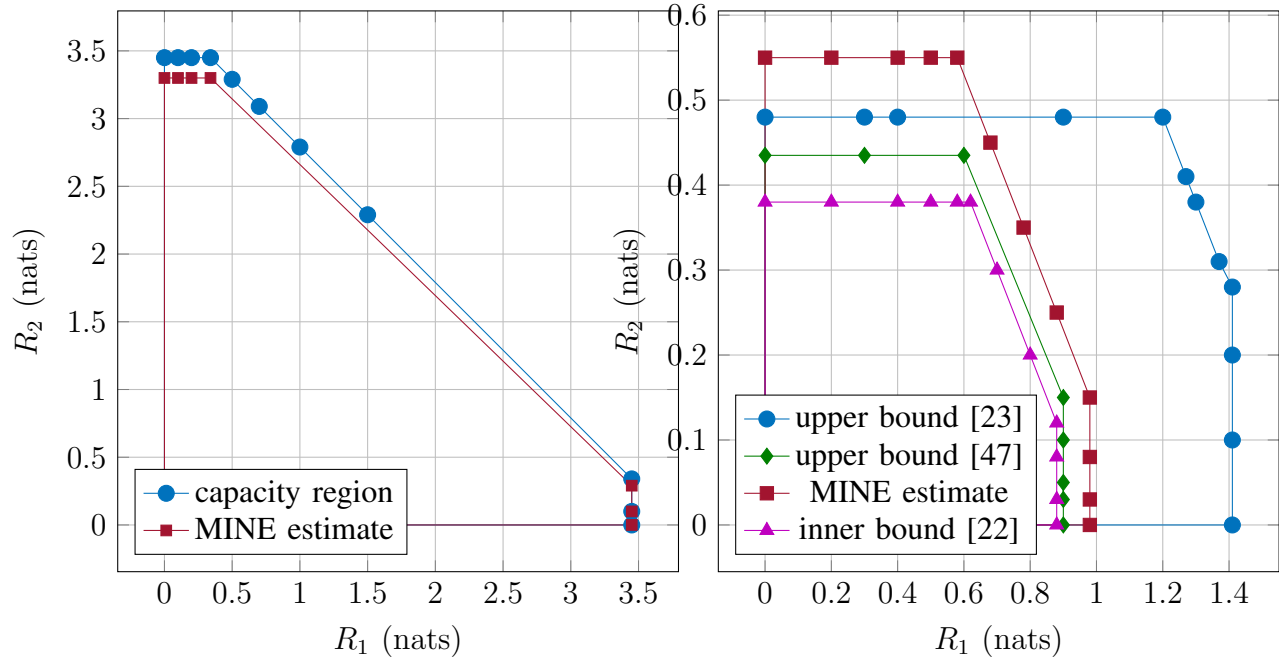 3.5
3
2.5
2
1.5
1
0.5
0
R₂ (nats)
capacity region
MINE estimate
0 0.5 1 1.5 2 2.5 3 3.5
R₁ (nats)
0.6
0.5
0.4
0.3
0.2
0.1
0
R₂ (nats)
upper bound [23]
upper bound [47]
MINE estimate
inner bound [22]
0 0.2 0.4 0.6 0.8 1 1.2 1.4
R₁ (nats)